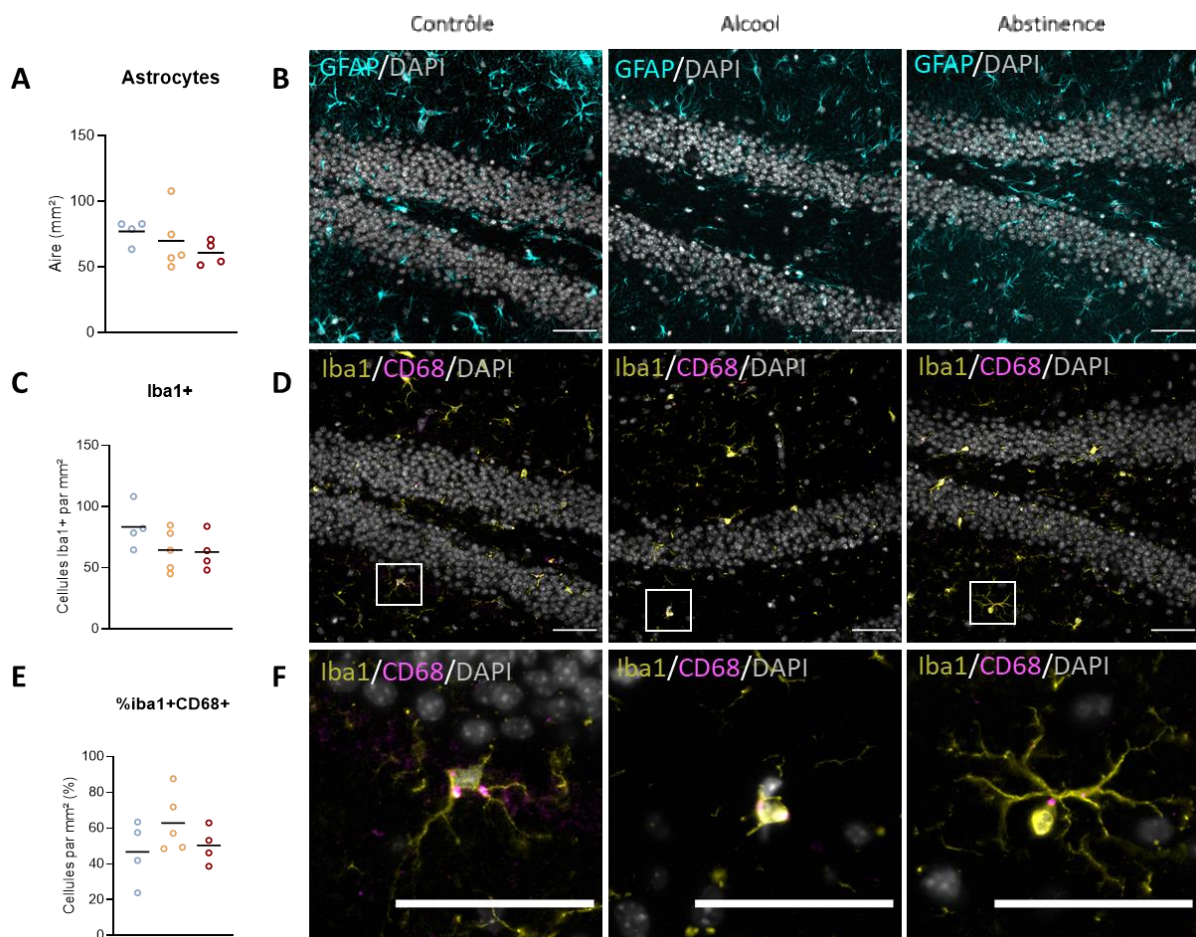 Contrôle
Alcool
Abstinence
A
Astrocytes
150
100
50
0
Aire (mm²)
B
GFAP/DAPI
GFAP/DAPI
GFAP/DAPI
C
Iba1+
150
100
50
0
Cellules Iba1+ par mm²
D
Iba1/CD68/DAPI
Iba1/CD68/DAPI
Iba1/CD68/DAPI
E
%iba1+CD68+
100
80
60
40
20
0
Cellules par mm² (%)
F
Iba1/CD68/DAPI
Iba1/CD68/DAPI
Iba1/CD68/DAPI